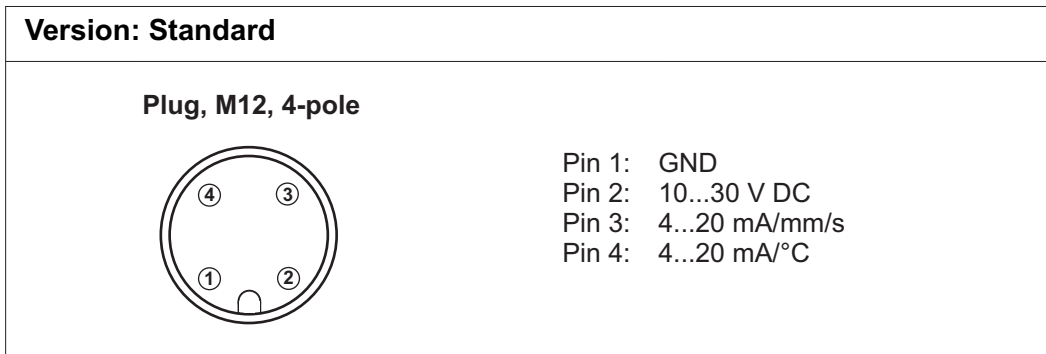 Version: Standard
Plug, M12, 4-pole
4 3
1 2
Pin 1: GND
Pin 2: 10...30 V DC
Pin 3: 4...20 mA/mm/s
Pin 4: 4...20 mA/°C